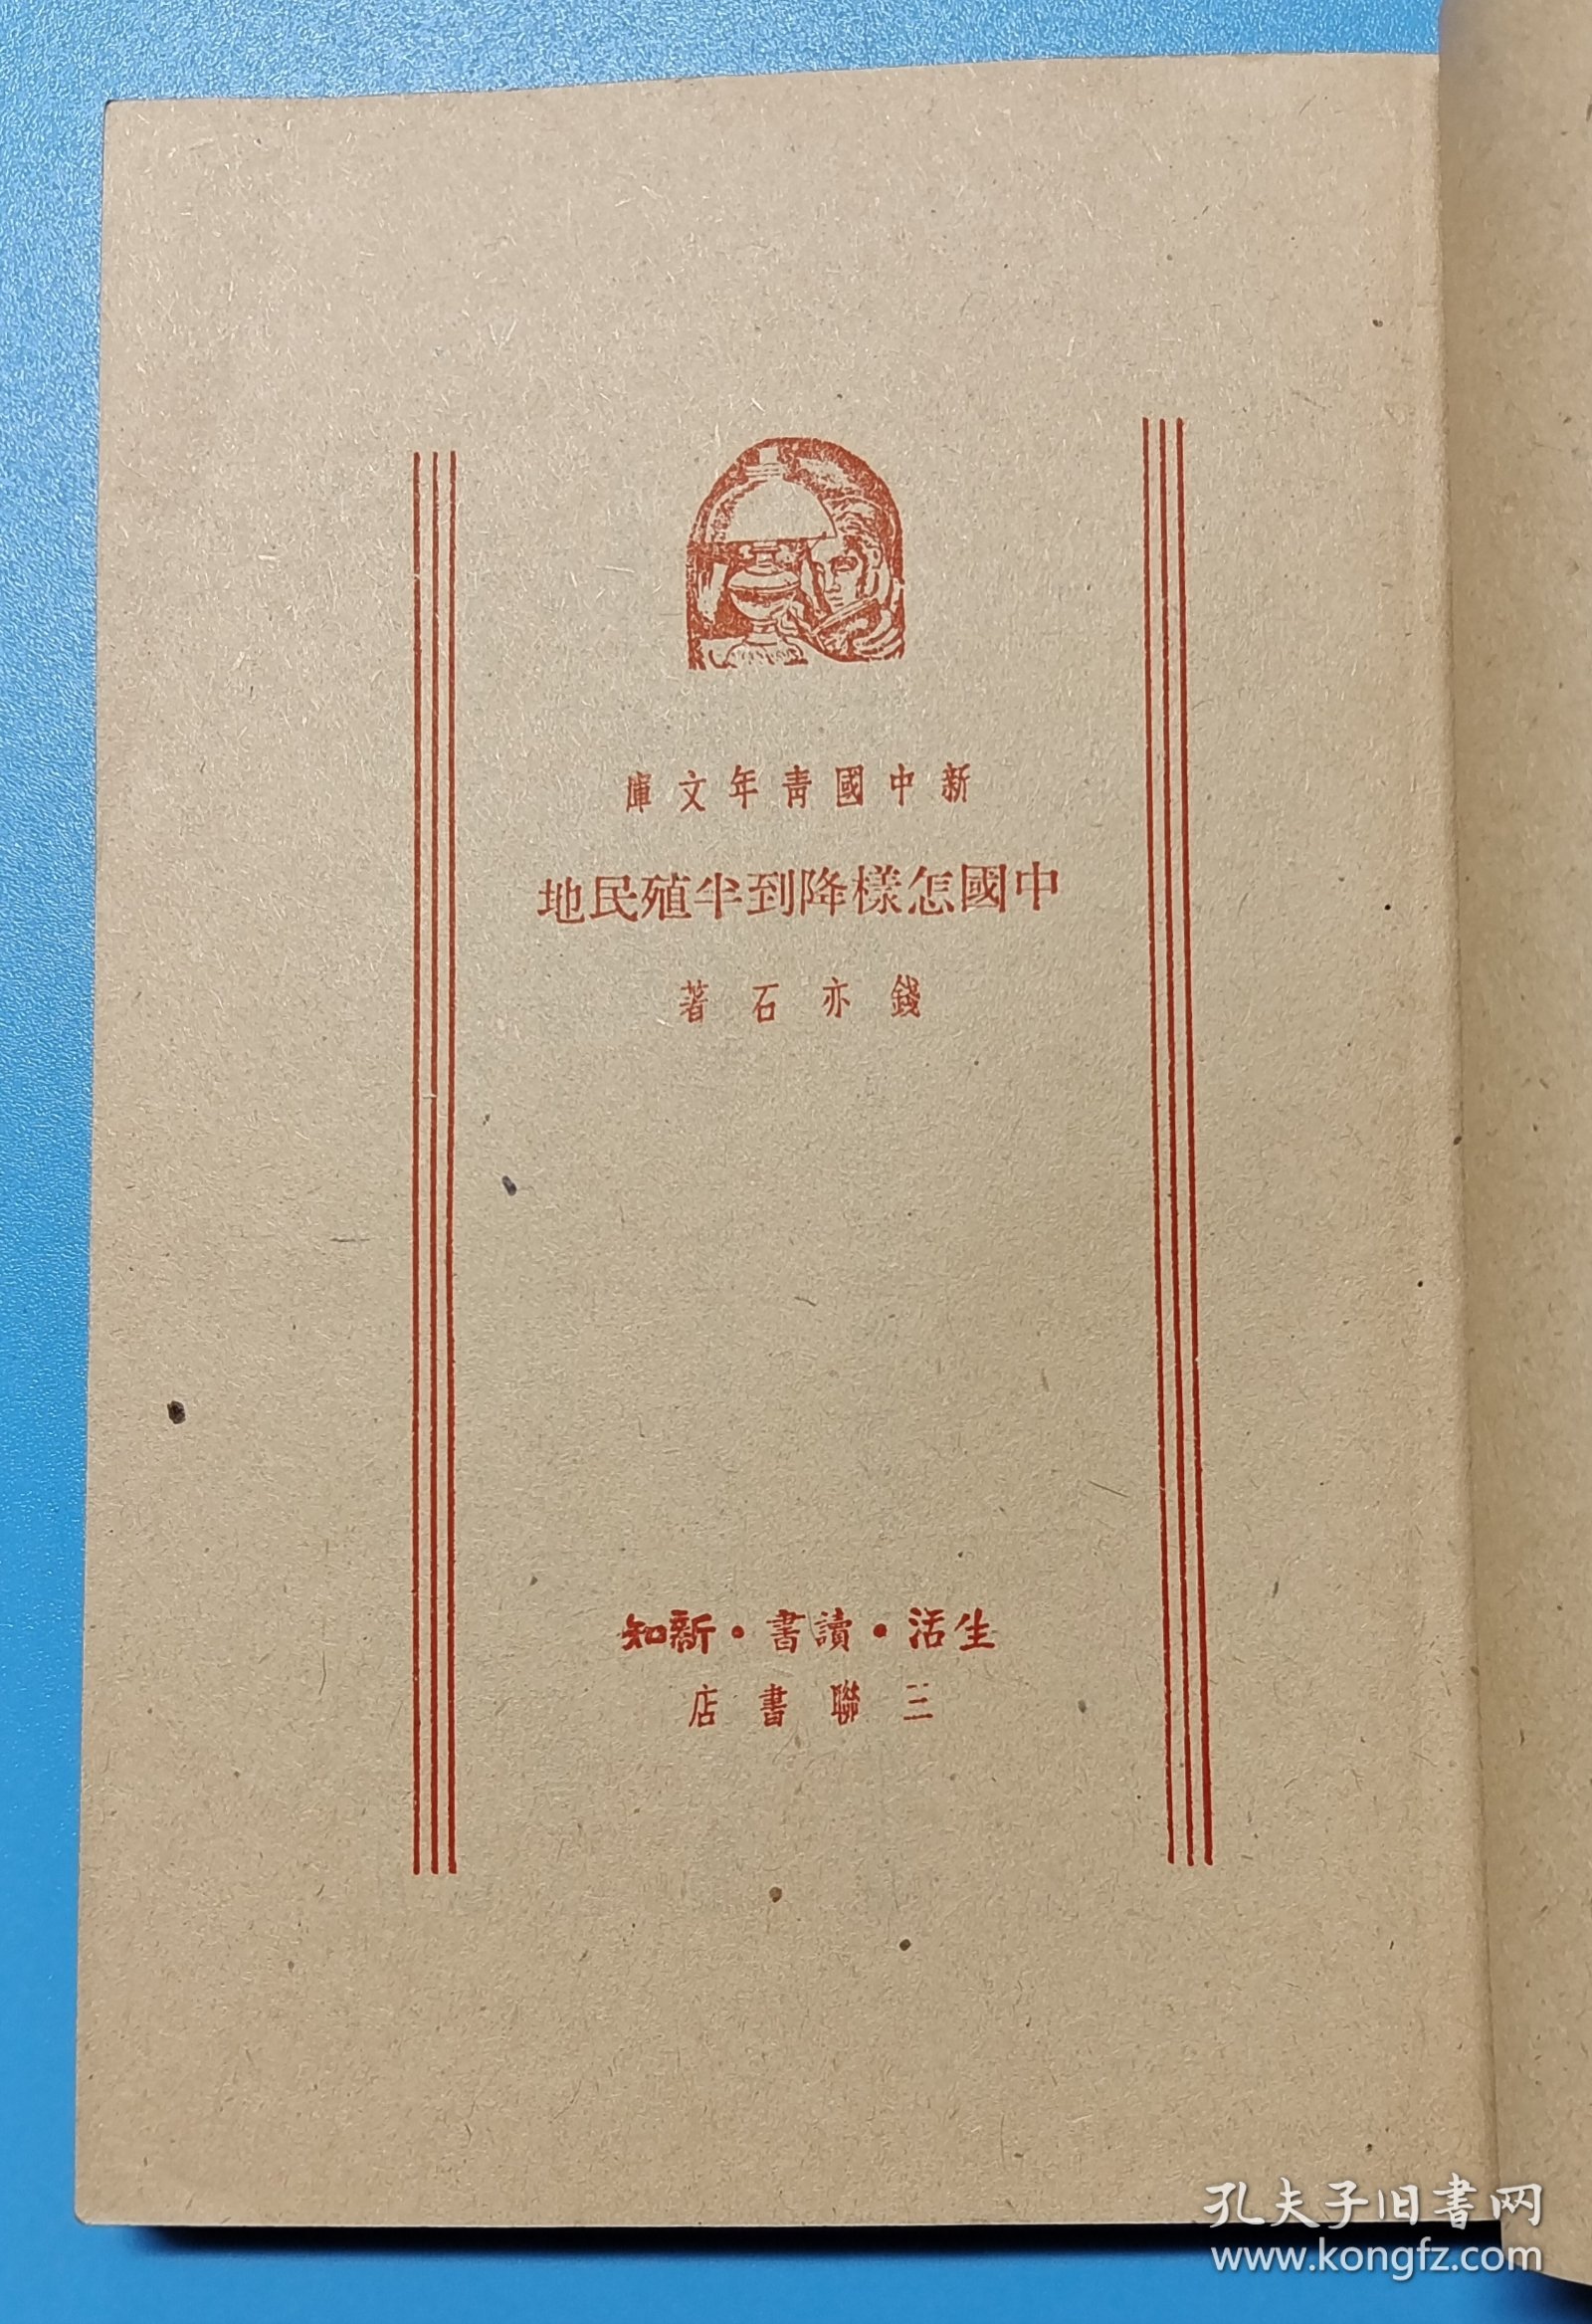 新中國青年文庫
中國怎樣降到半殖民地
錢亦石著
生活·讀書·新知
三聯書店
孔夫子旧書网
www.kongfz.com